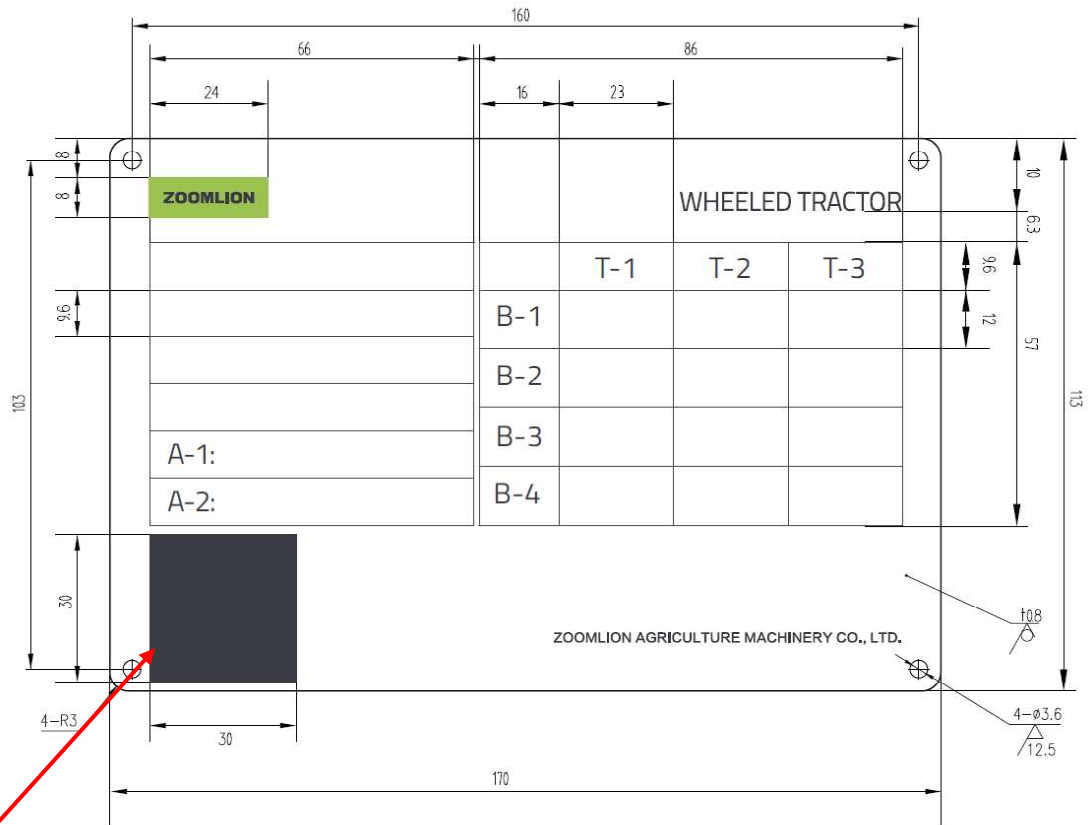 160
66 86
24 16 23
8 10
8 ZOOMLION WHEELED TRACTOR 6.3
T-1 T-2 T-3 9.6
9.6 B-1 12
B-2 57
103 113
B-3
A-1:
A-2: B-4
30 t0.8
ZOOMLION AGRICULTURE MACHINERY CO., LTD.
4-R3 30 4-ø3.6
12.5
170